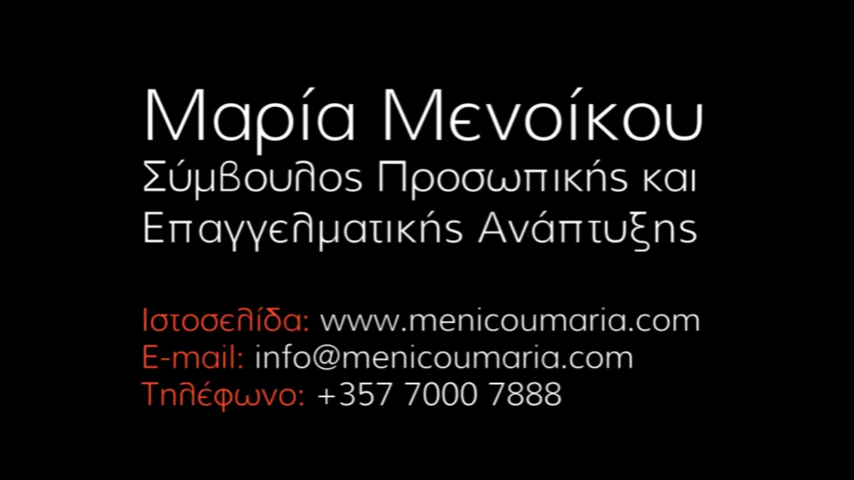 Μαρία Μενοίκου
Σύμβουλος Προσωπικής και
Επαγγελματικής Ανάπτυξης
Ιστοσελίδα: www.menicoumaria.com
E-mail: info@menicoumaria.com
Τηλέφωνο: +357 7000 7888